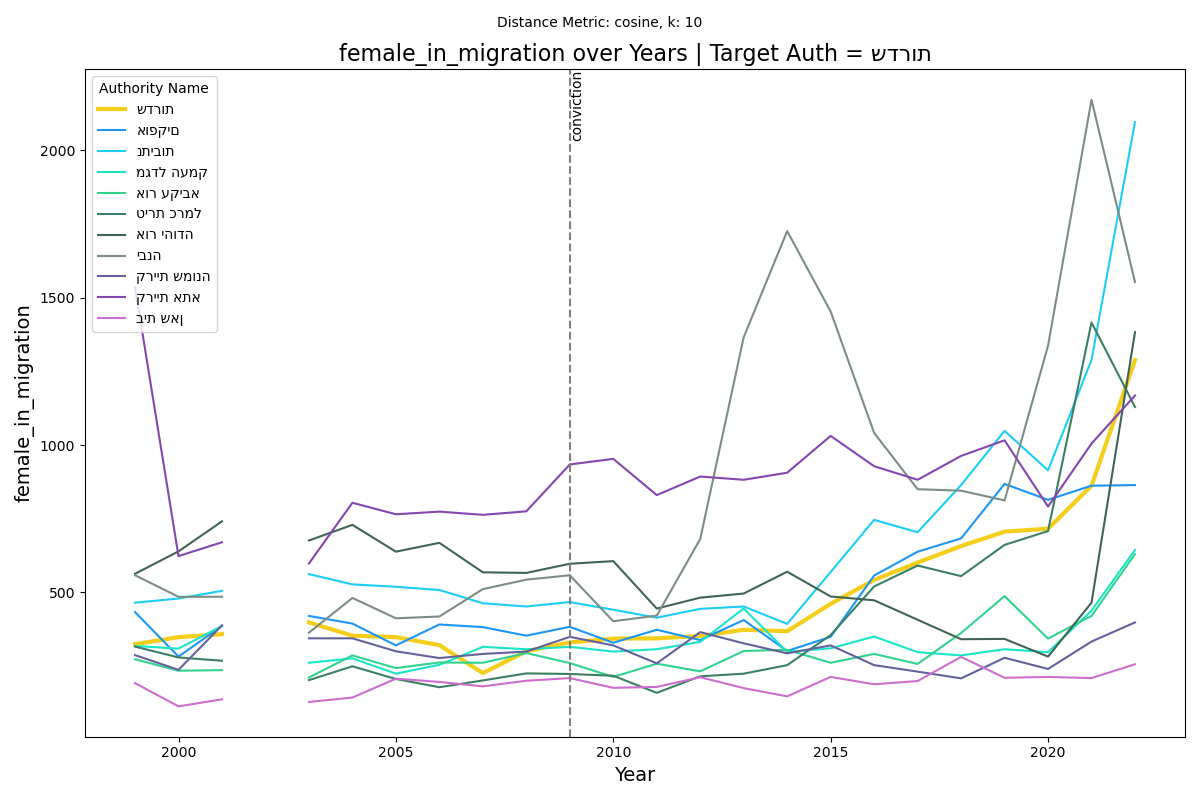 Distance Metric: cosine, k: 10
female_in_migration over Years | Target Auth = שדרות
conviction
Authority Name
שדרות
אופקים
נתיבות
מגדל העמק
אור עקיבא
טירת כרמל
אור יהודה
יבנה
קריית שמונה
קריית אתא
בית שאן
female_in_migration
2000
1500
1000
500
2000
2005
2010
2015
2020
Year